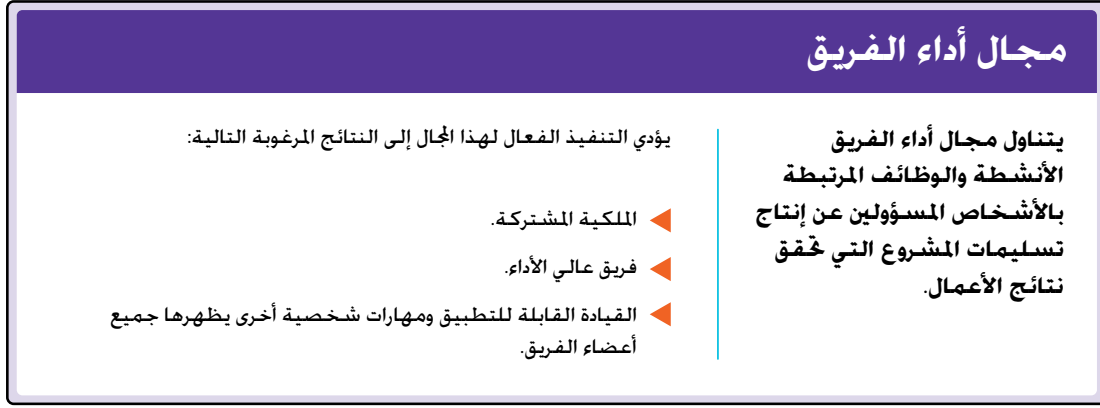 مجال أداء الفريق
يتناول مجال أداء الفريق
الأنشطة والوظائف المرتبطة
بالأشخاص المسؤولين عن إنتاج
تسليمات المشروع التي تحقق
نتائج الأعمال.
يؤدي التنفيذ الفعال لهذا المجال إلى النتائج المرغوبة التالية:
الملكية المشتركة.
فريق عالي الأداء.
القيادة القابلة للتطبيق ومهارات شخصية أخرى يظهرها جميع
أعضاء الفريق.